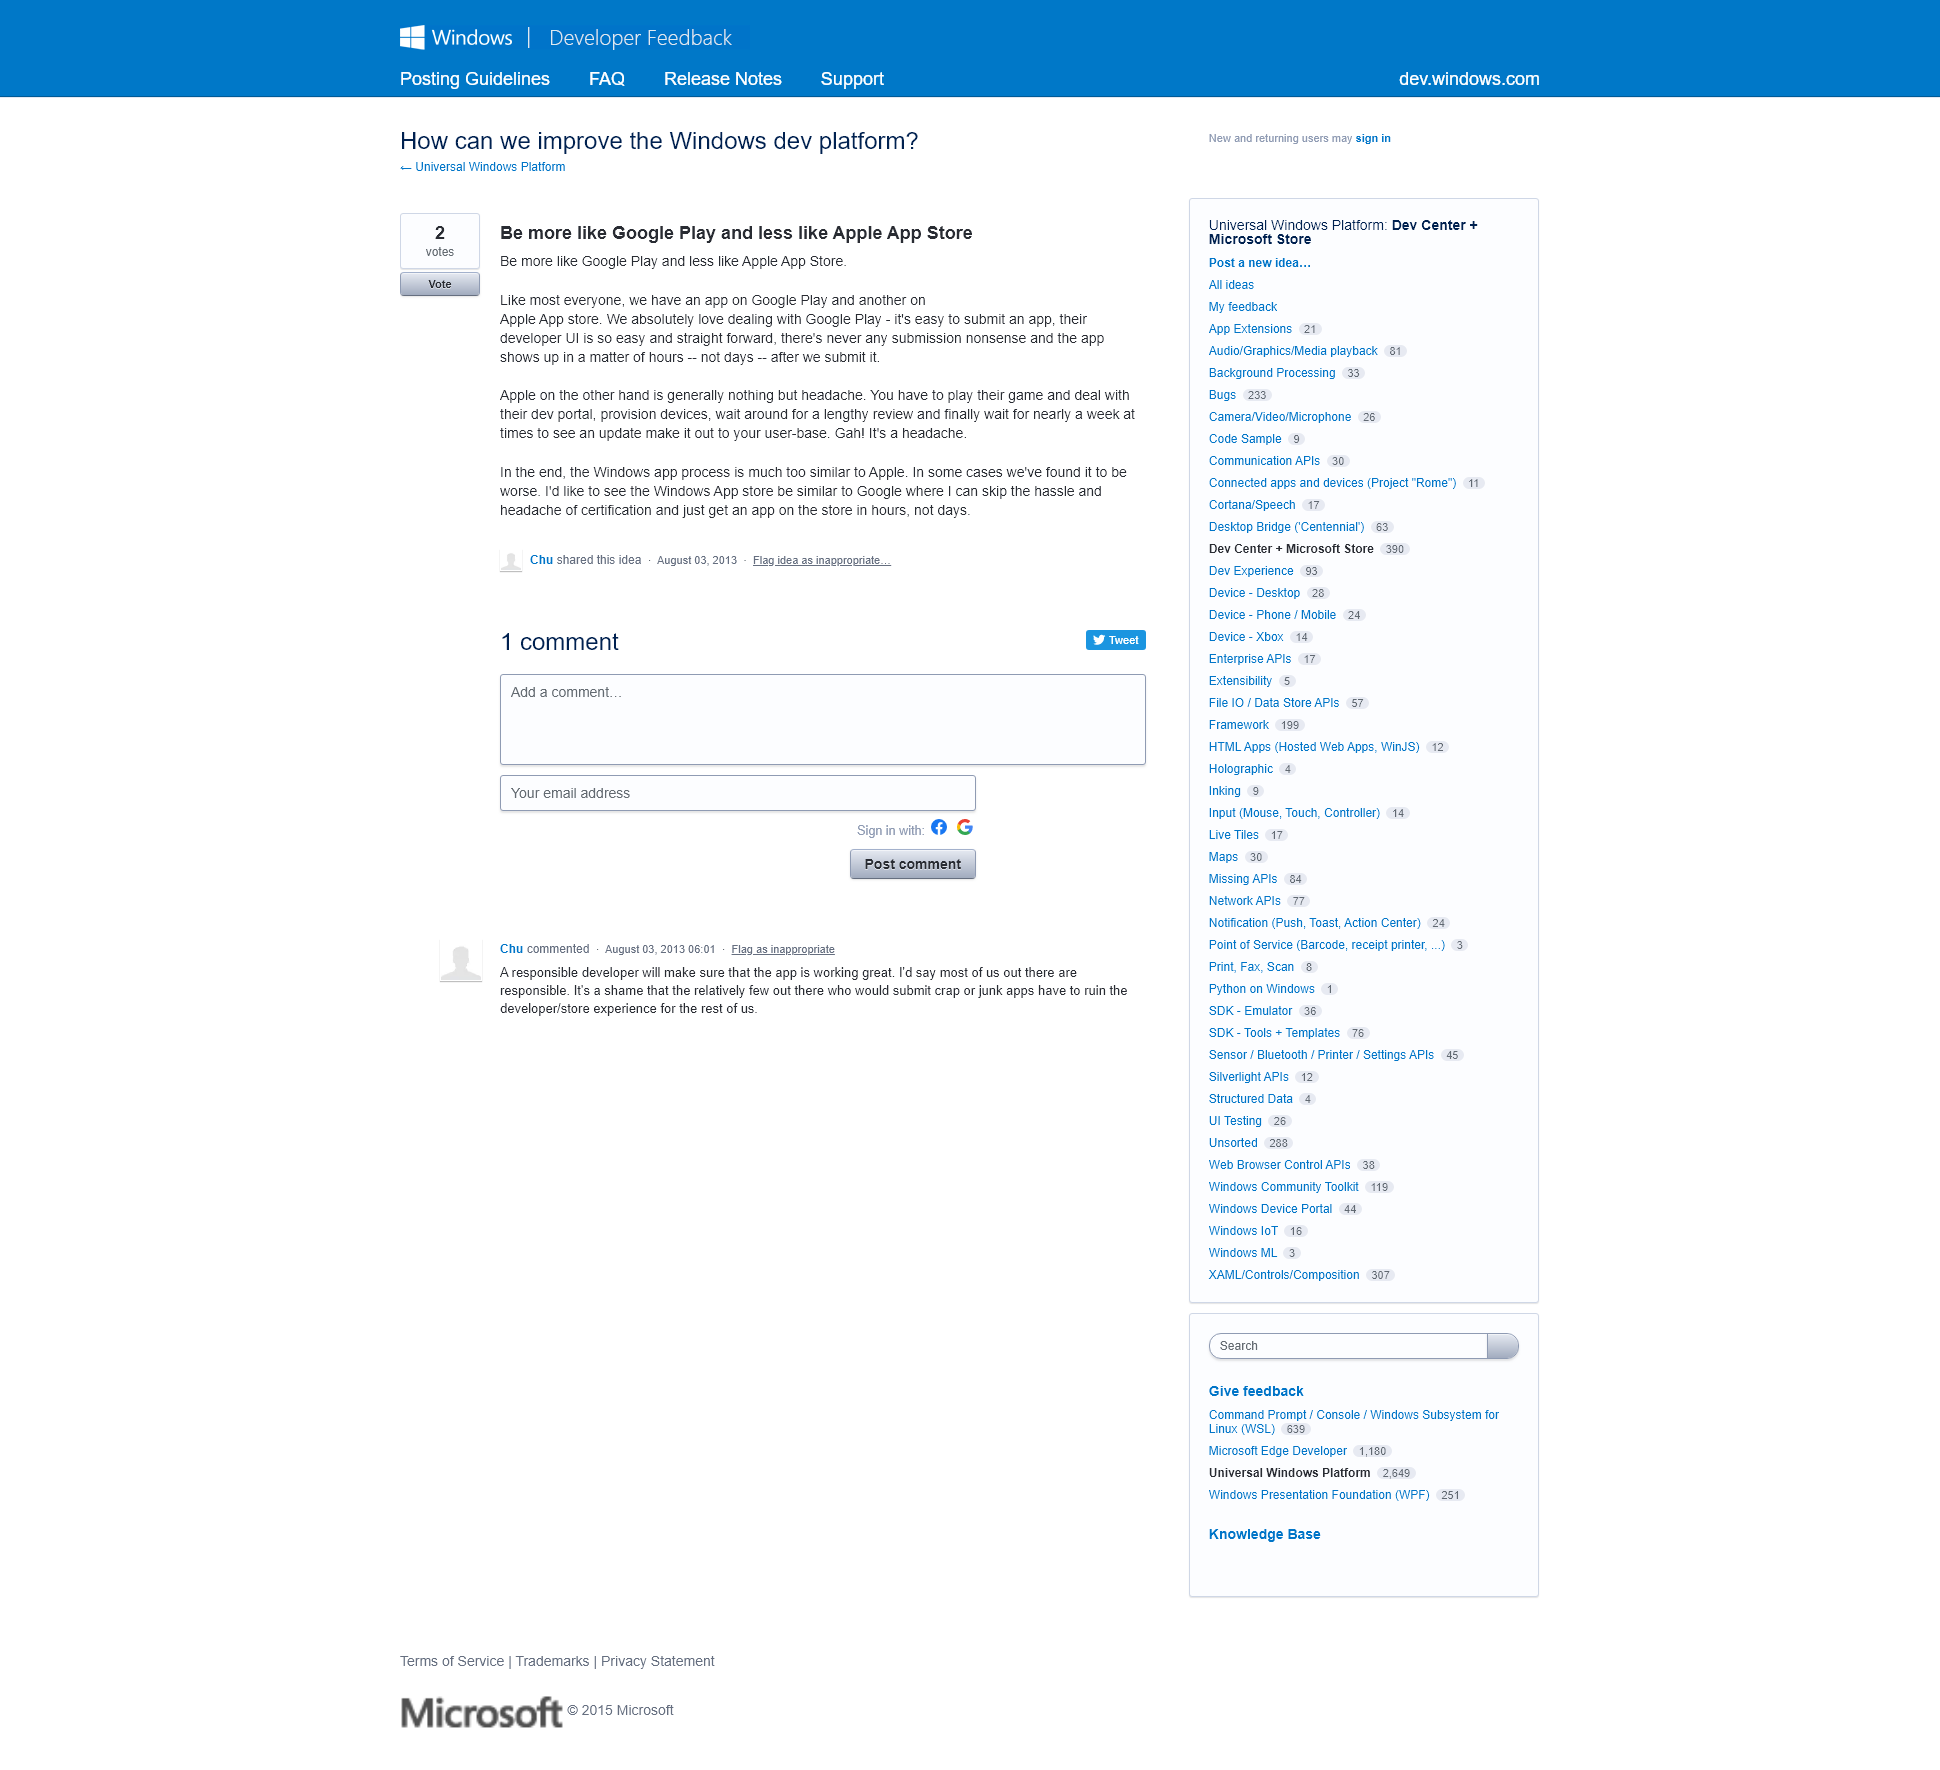 Windows | Developer Feedback
Posting Guidelines FAQ Release Notes Support dev.windows.com
How can we improve the Windows dev platform?
← Universal Windows Platform
New and returning users may sign in
2
votes
Vote
Be more like Google Play and less like Apple App Store
Be more like Google Play and less like Apple App Store.
Like most everyone, we have an app on Google Play and another on
Apple App store. We absolutely love dealing with Google Play - it's easy to submit an app, their
developer UI is so easy and straight forward, there's never any submission nonsense and the app
shows up in a matter of hours -- not days -- after we submit it.
Apple on the other hand is generally nothing but headache. You have to play their game and deal with
their dev portal, provision devices, wait around for a lengthy review and finally wait for nearly a week at
times to see an update make it out to your user-base. Gah! It's a headache.
In the end, the Windows app process is much too similar to Apple. In some cases we've found it to be
worse. I'd like to see the Windows App store be similar to Google where I can skip the hassle and
headache of certification and just get an app on the store in hours, not days.
Chu shared this idea · August 03, 2013 · Flag idea as inappropriate…
1 comment
Tweet
Add a comment…
Your email address
Sign in with:
Post comment
Chu commented · August 03, 2013 06:01 · Flag as inappropriate
A responsible developer will make sure that the app is working great. I'd say most of us out there are
responsible. It's a shame that the relatively few out there who would submit crap or junk apps have to ruin the
developer/store experience for the rest of us.
Universal Windows Platform: Dev Center +
Microsoft Store
Post a new idea…
All ideas
My feedback
App Extensions 21
Audio/Graphics/Media playback 81
Background Processing 33
Bugs 233
Camera/Video/Microphone 26
Code Sample 9
Communication APIs 30
Connected apps and devices (Project "Rome") 11
Cortana/Speech 17
Desktop Bridge ('Centennial') 63
Dev Center + Microsoft Store 390
Dev Experience 93
Device - Desktop 28
Device - Phone / Mobile 24
Device - Xbox 14
Enterprise APIs 17
Extensibility 5
File IO / Data Store APIs 57
Framework 199
HTML Apps (Hosted Web Apps, WinJS) 12
Holographic 4
Inking 9
Input (Mouse, Touch, Controller) 14
Live Tiles 17
Maps 30
Missing APIs 84
Network APIs 77
Notification (Push, Toast, Action Center) 24
Point of Service (Barcode, receipt printer, ...) 3
Print, Fax, Scan 8
Python on Windows 1
SDK - Emulator 36
SDK - Tools + Templates 76
Sensor / Bluetooth / Printer / Settings APIs 45
Silverlight APIs 12
Structured Data 4
UI Testing 26
Unsorted 288
Web Browser Control APIs 38
Windows Community Toolkit 119
Windows Device Portal 44
Windows IoT 16
Windows ML 3
XAML/Controls/Composition 307
Search
Give feedback
Command Prompt / Console / Windows Subsystem for
Linux (WSL) 639
Microsoft Edge Developer 1,180
Universal Windows Platform 2,649
Windows Presentation Foundation (WPF) 251
Knowledge Base
Terms of Service | Trademarks | Privacy Statement
Microsoft © 2015 Microsoft